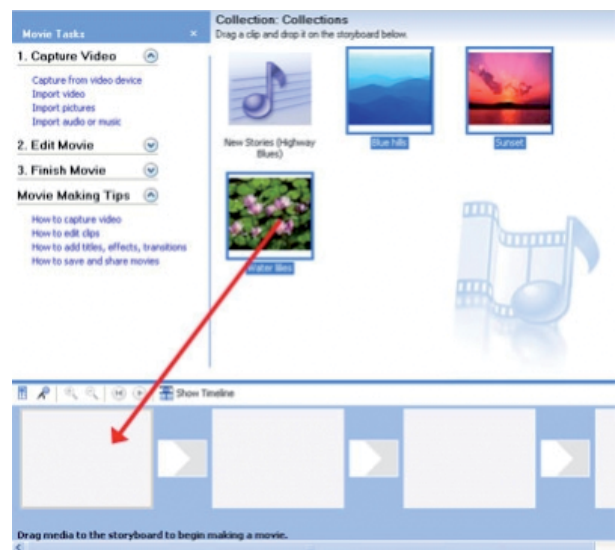 Movie Tasks
1. Capture Video
Capture from video device
Import video
Import pictures
Import audio or music
2. Edit Movie
3. Finish Movie
Movie Making Tips
How to capture video
How to edit clips
How to add titles, effects, transitions
How to save and share movies
Collection: Collections
Drag a clip and drop it on the storyboard below.
New Stories (Highway
Blues)
Blue hills
Sunset
Water lilies
Show Timeline
Drag media to the storyboard to begin making a movie.